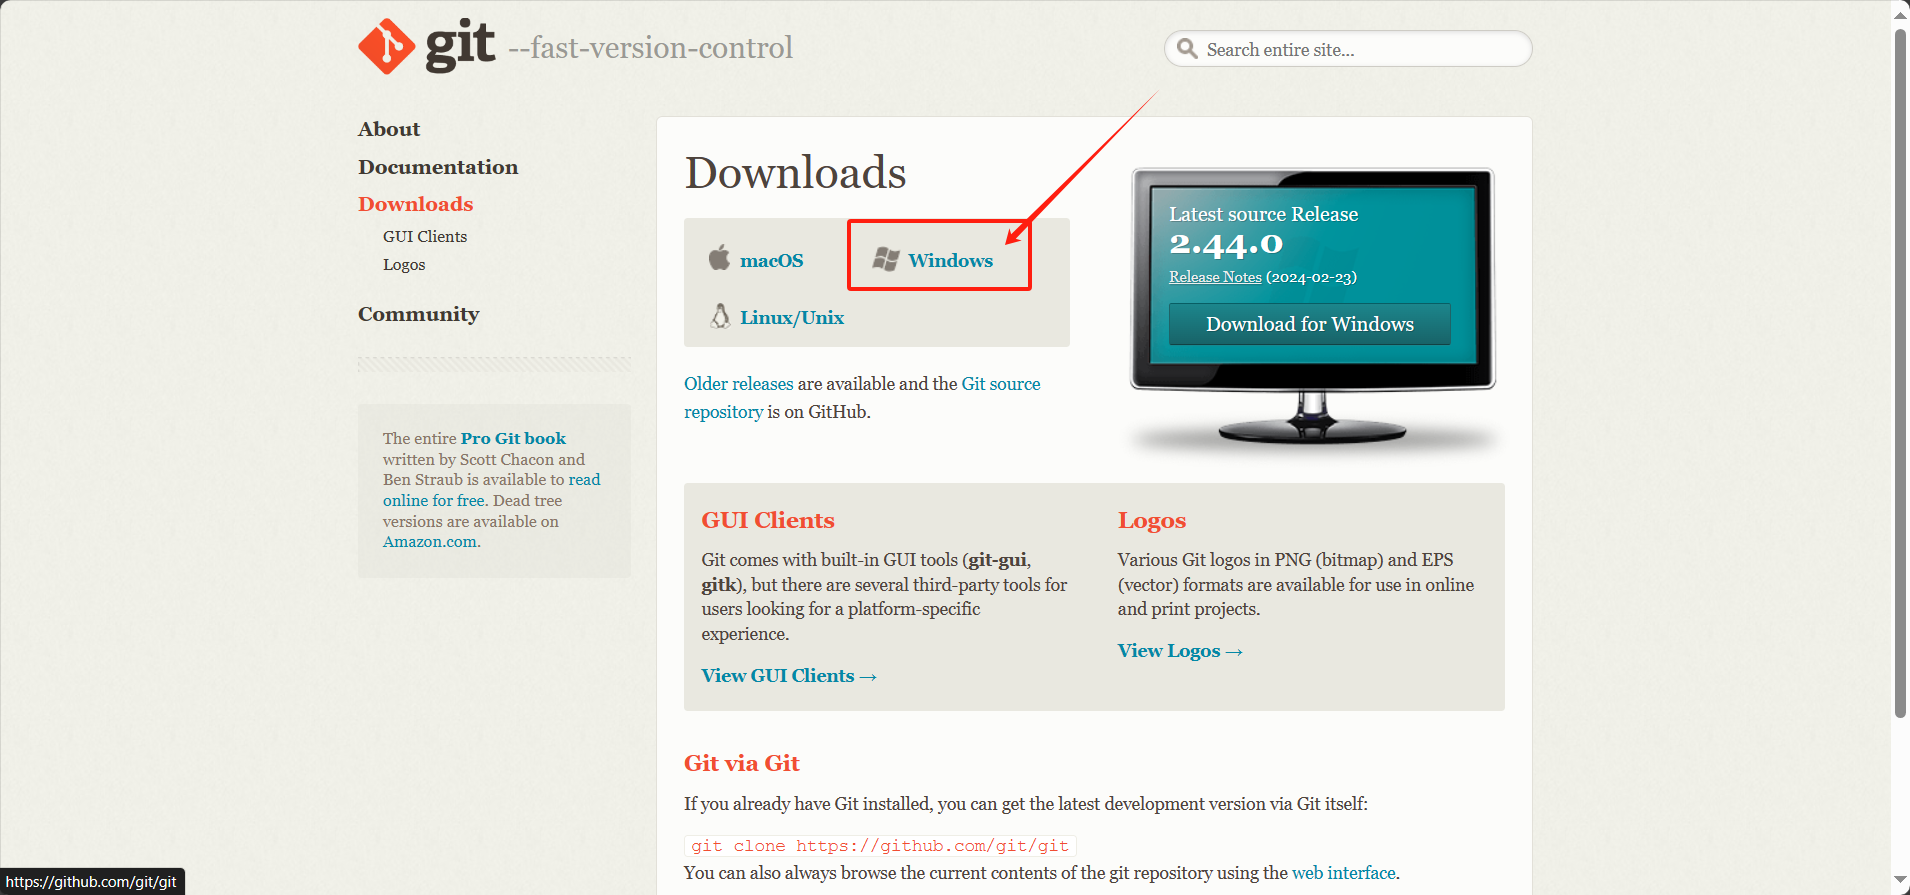 git --fast-version-control
Search entire site...
About
Documentation
Downloads
GUI Clients
Logos
Community
The entire Pro Git book
written by Scott Chacon and
Ben Straub is available to read
online for free. Dead tree
versions are available on
Amazon.com.
Downloads
macOS
Windows
Linux/Unix
Older releases are available and the Git source
repository is on GitHub.
Latest source Release
2.44.0
Release Notes (2024-02-23)
Download for Windows
GUI Clients
Git comes with built-in GUI tools (git-gui,
gitk), but there are several third-party tools for
users looking for a platform-specific
experience.
View GUI Clients →
Logos
Various Git logos in PNG (bitmap) and EPS
(vector) formats are available for use in online
and print projects.
View Logos →
Git via Git
If you already have Git installed, you can get the latest development version via Git itself:
git clone https://github.com/git/git
You can also always browse the current contents of the git repository using the web interface.
https://github.com/git/git